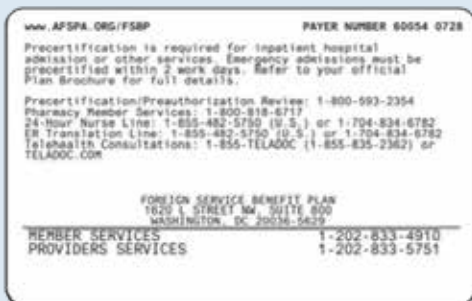 www.AFSPA.ORG/FSBP PAYER NUMBER 60054 0728
Precertification is required for inpatient hospital
admission or other services. Emergency admissions must be
precertified within 2 work days. Refer to your official
Plan Brochure for full details.
Precertification/Preauthorization Review: 1-800-593-2354
Pharmacy Member Services: 1-800-818-6717
24-Hour Nurse Line: 1-855-482-5750 (U.S.) or 1-704-834-6782
ER Translation Line: 1-855-482-5750 (U.S.) or 1-704-834-6782
Telehealth Consultations: 1-855-TELADOC (1-855-835-2362) or
TELADOC.COM
FOREIGN SERVICE BENEFIT PLAN
1620 L STREET NW, SUITE 800
WASHINGTON, DC 20036-5629
MEMBER SERVICES 1-202-833-4910
PROVIDERS SERVICES 1-202-833-5751